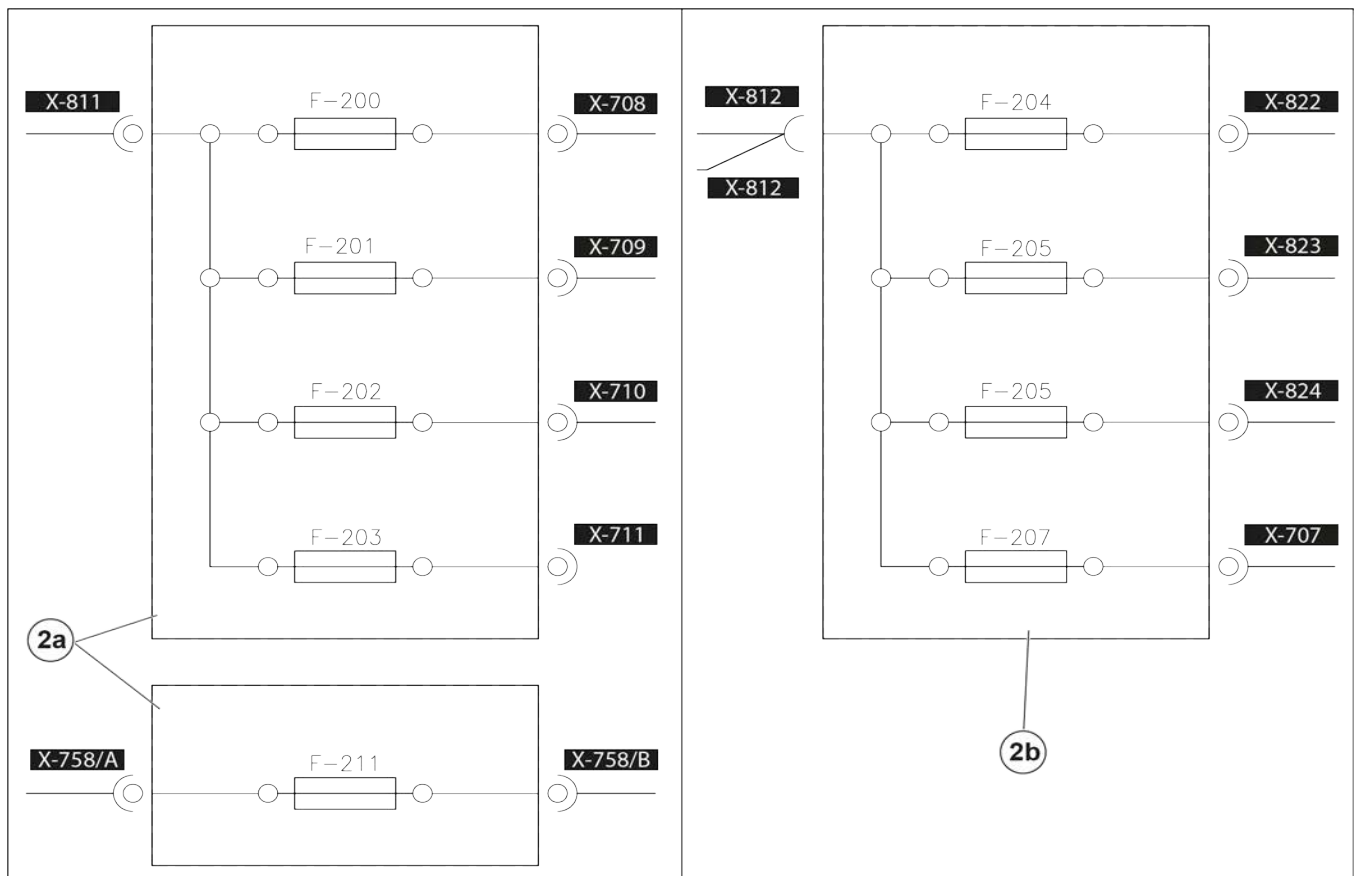 X-811
F-200
X-708
F-201
X-709
F-202
X-710
F-203
X-711
2a
X-758/A
F-211
X-758/B
X-812
X-812
F-204
X-822
F-205
X-823
F-205
X-824
F-207
X-707
2b